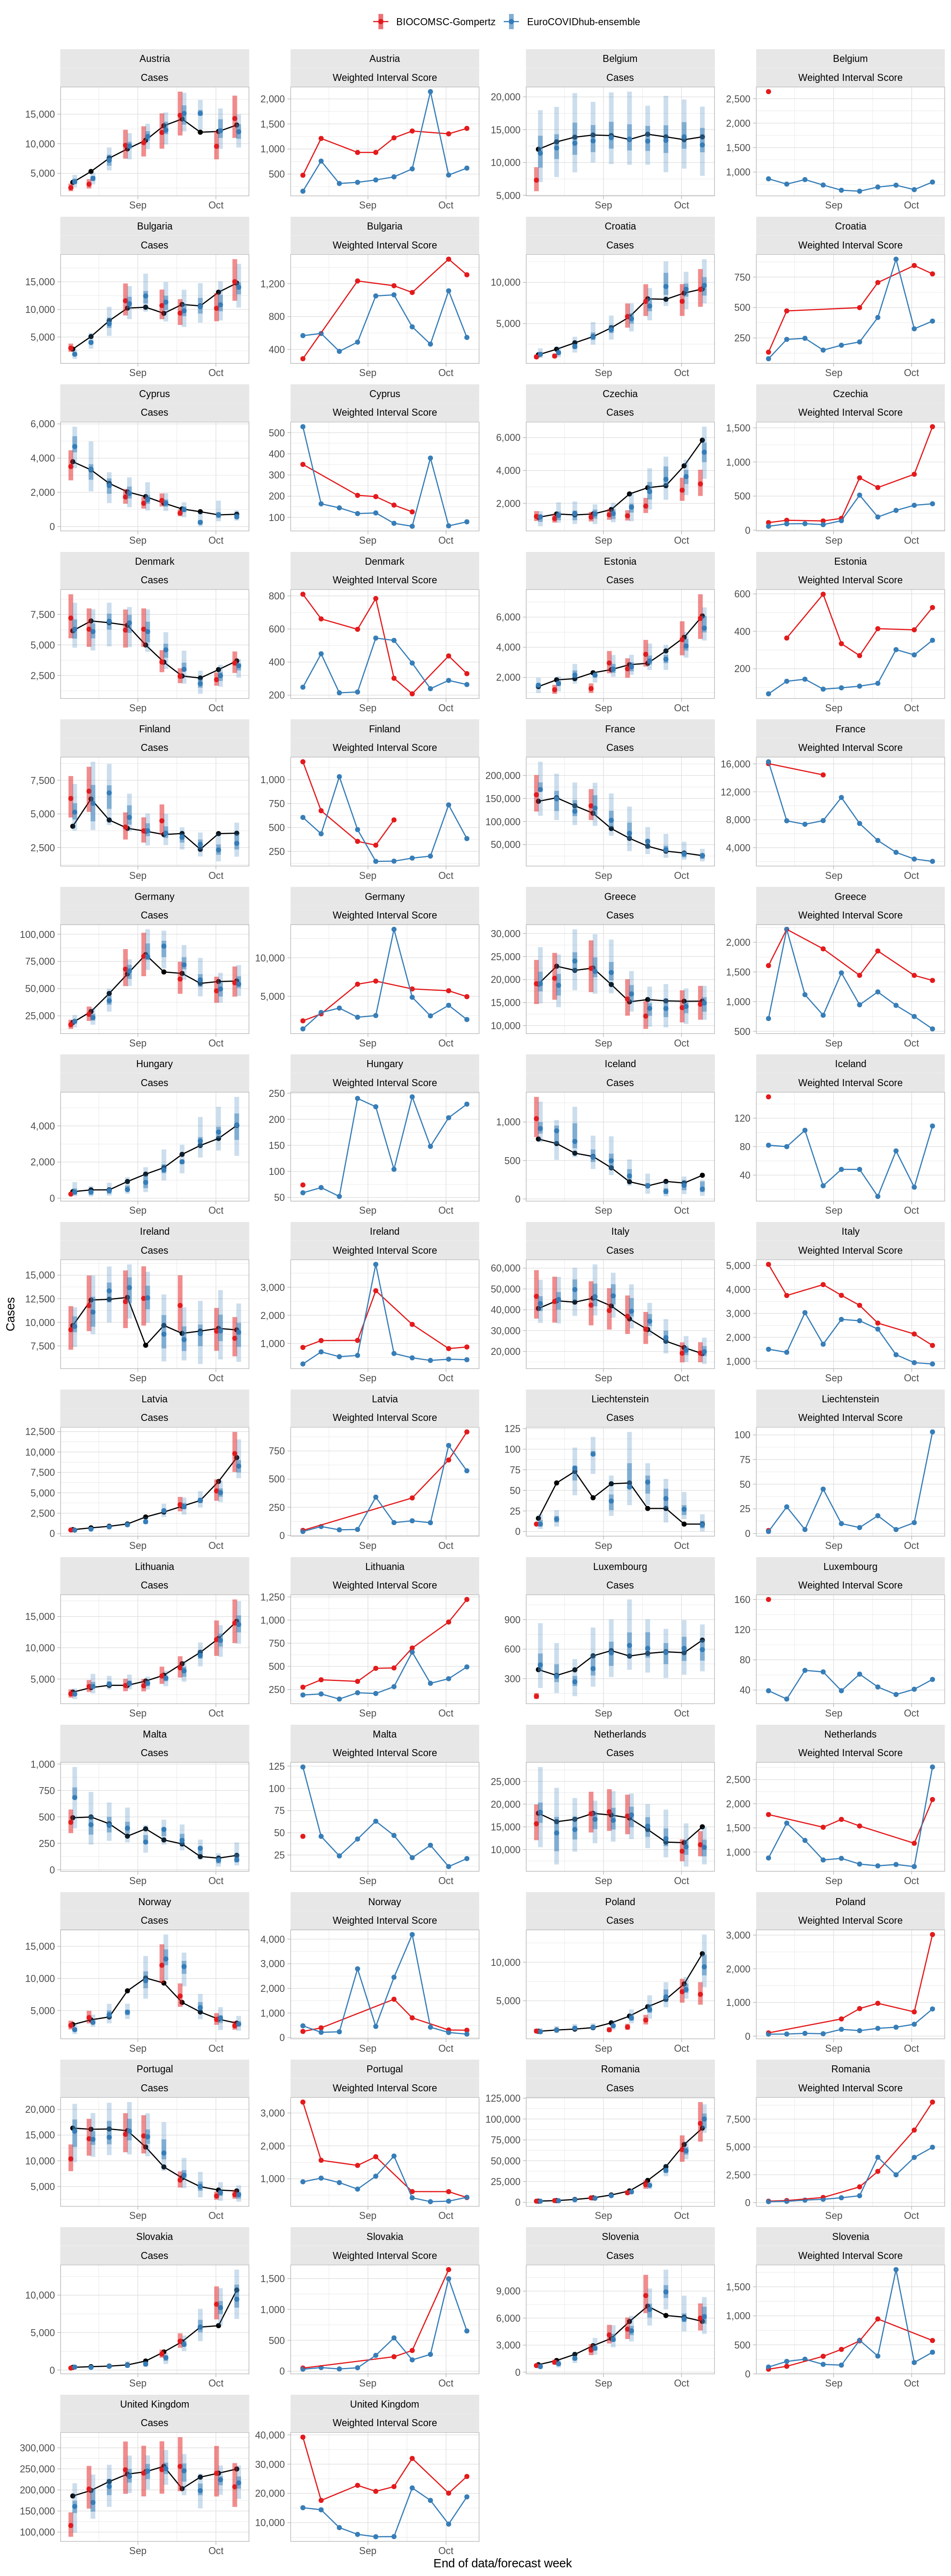 BIOCOMSC-Gompertz EuroCOVIDhub-ensemble
Austria Austria Belgium Belgium
Cases Weighted Interval Score Cases Weighted Interval Score
15,000 2,000 20,000 2,500
10,000 1,500 15,000 1,000
5,000 1,000 10,000
500 5,000
Sep Oct Sep Oct Sep Oct Sep Oct
Bulgaria Bulgaria Croatia Croatia
Cases Weighted Interval Score Cases Weighted Interval Score
15,000 1,200 10,000 750
10,000 800 5,000 500
5,000 400 250
Sep Oct Sep Oct Sep Oct Sep Oct
Cyprus Cyprus Czechia Czechia
Cases Weighted Interval Score Cases Weighted Interval Score
6,000 500 6,000 1,500
4,000 400 4,000 1,000
2,000 300 2,000 500
0 200 0
100
Sep Oct Sep Oct Sep Oct Sep Oct
Denmark Denmark Estonia Estonia
Cases Weighted Interval Score Cases Weighted Interval Score
7,500 800 6,000 600
5,000 600 4,000 400
2,500 400 2,000 200
200
Sep Oct Sep Oct Sep Oct Sep Oct
Finland Finland France France
Cases Weighted Interval Score Cases Weighted Interval Score
7,500 1,000 200,000 16,000
5,000 750 150,000 12,000
2,500 500 100,000 8,000
250 50,000 4,000
Sep Oct Sep Oct Sep Oct Sep Oct
Germany Germany Greece Greece
Cases Weighted Interval Score Cases Weighted Interval Score
100,000 10,000 30,000 2,000
75,000 5,000 25,000 1,500
50,000 20,000 1,000
25,000 15,000 500
10,000
Sep Oct Sep Oct Sep Oct Sep Oct
Hungary Hungary Iceland Iceland
Cases Weighted Interval Score Cases Weighted Interval Score
4,000 250 1,000 120
2,000 200 500 80
0 150 0 40
100
50
Sep Oct Sep Oct Sep Oct Sep Oct
Ireland Ireland Italy Italy
Cases Weighted Interval Score Cases Weighted Interval Score
15,000 3,000 60,000 5,000
12,500 2,000 50,000 4,000
10,000 1,000 40,000 3,000
7,500 30,000 2,000
20,000 1,000
Sep Oct Sep Oct Sep Oct Sep Oct
Cases
Latvia Latvia Liechtenstein Liechtenstein
Cases Weighted Interval Score Cases Weighted Interval Score
12,500 750 125 100
10,000 500 100 75
7,500 250 75 50
5,000 0 50 25
2,500 25 0
0 0
Sep Oct Sep Oct Sep Oct Sep Oct
Lithuania Lithuania Luxembourg Luxembourg
Cases Weighted Interval Score Cases Weighted Interval Score
15,000 1,250 900 160
10,000 1,000 600 120
5,000 750 300 80
500 40
250
Sep Oct Sep Oct Sep Oct Sep Oct
Malta Malta Netherlands Netherlands
Cases Weighted Interval Score Cases Weighted Interval Score
1,000 125 25,000 2,500
750 100 20,000 2,000
500 75 15,000 1,500
250 50 10,000 1,000
0 25
Sep Oct Sep Oct Sep Oct Sep Oct
Norway Norway Poland Poland
Cases Weighted Interval Score Cases Weighted Interval Score
15,000 4,000 10,000 3,000
10,000 3,000 5,000 2,000
5,000 2,000 1,000
1,000 0
0
Sep Oct Sep Oct Sep Oct Sep Oct
Portugal Portugal Romania Romania
Cases Weighted Interval Score Cases Weighted Interval Score
20,000 3,000 125,000 7,500
15,000 2,000 100,000 5,000
10,000 1,000 75,000 2,500
5,000 50,000 0
25,000
0
Sep Oct Sep Oct Sep Oct Sep Oct
Slovakia Slovakia Slovenia Slovenia
Cases Weighted Interval Score Cases Weighted Interval Score
10,000 1,500 9,000 1,500
5,000 1,000 6,000 1,000
0 500 3,000 500
0 0 0
Sep Oct Sep Oct Sep Oct Sep Oct
United Kingdom United Kingdom
Cases Weighted Interval Score
300,000 40,000
250,000 30,000
200,000 20,000
150,000 10,000
100,000
Sep Oct Sep Oct
End of data/forecast week